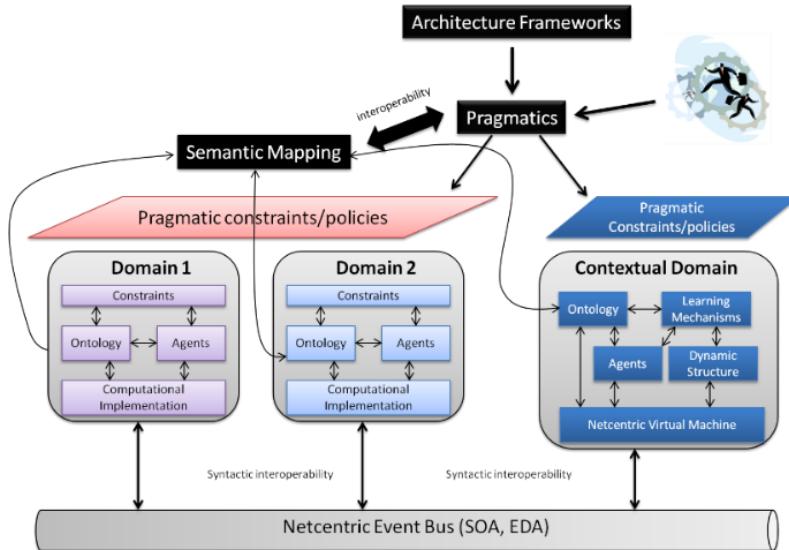 Architecture Frameworks
interoperability
Pragmatics
Semantic Mapping
Pragmatic constraints/policies
Pragmatic
Constraints/policies
Domain 1
Constraints
Ontology
Agents
Computational
Implementation
Domain 2
Constraints
Ontology
Agents
Computational
Implementation
Contextual Domain
Ontology
Learning
Mechanisms
Agents
Dynamic
Structure
Netcentric Virtual Machine
Syntactic interoperability
Syntactic interoperability
Netcentric Event Bus (SOA, EDA)